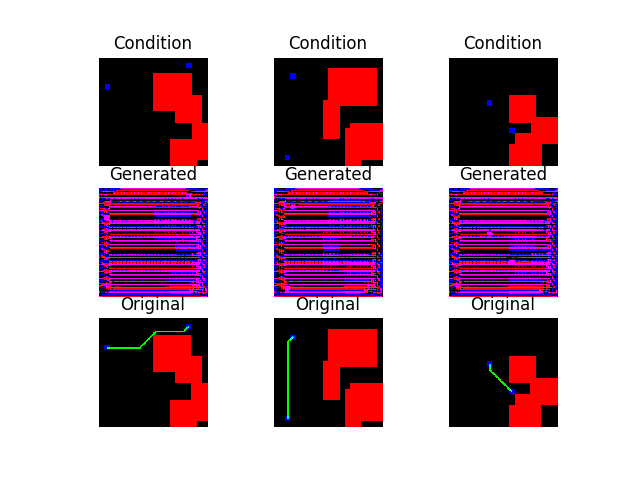 Condition
Condition
Condition
Generated
Generated
Generated
Original
Original
Original